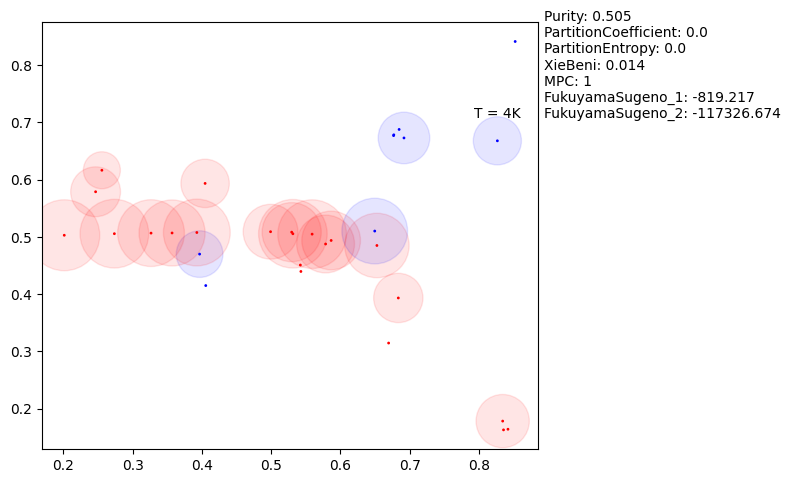 Purity: 0.505
PartitionCoefficient: 0.0
PartitionEntropy: 0.0
XieBeni: 0.014
MPC: 1
FukuyamaSugeno_1: -819.217
FukuyamaSugeno_2: -117326.674
T = 4K
0.8
0.7
0.6
0.5
0.4
0.3
0.2
0.2 0.3 0.4 0.5 0.6 0.7 0.8